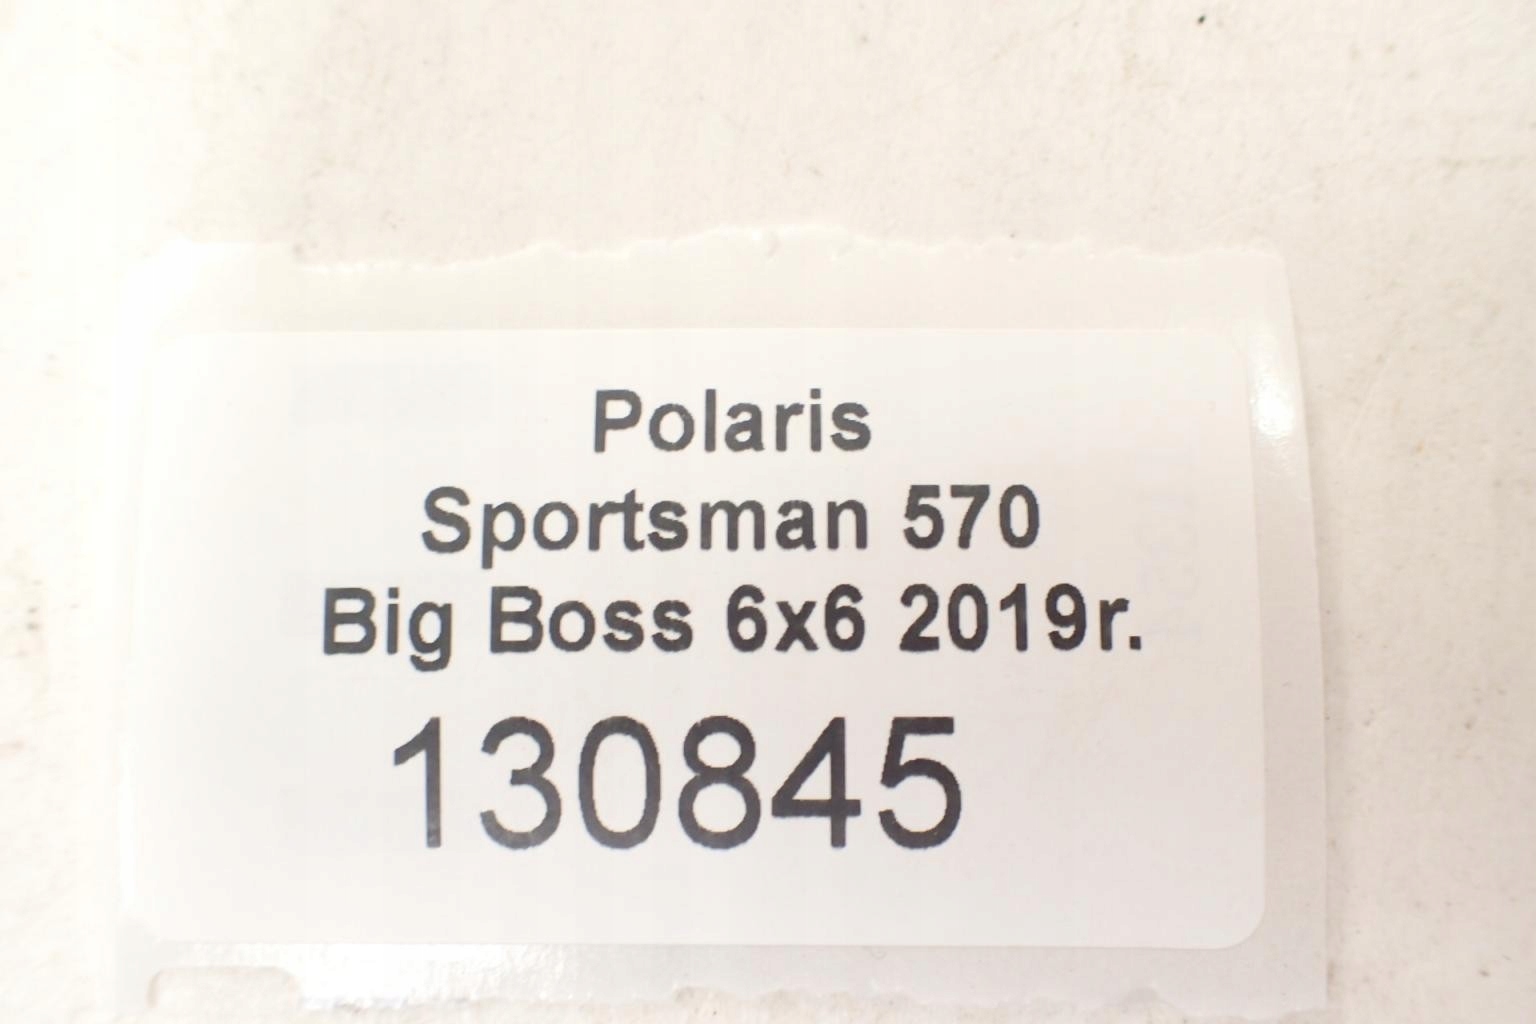 Polaris
Sportsman 570
Big Boss 6x6 2019r.
130845